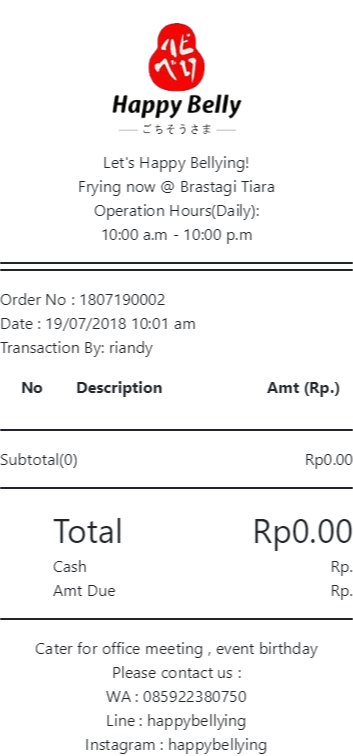 ハピ
べり
Happy Belly
ごちそうさま
Let's Happy Bellying!
Frying now @ Brastagi Tiara
Operation Hours(Daily):
10:00 a.m - 10:00 p.m
Order No : 1807190002
Date : 19/07/2018 10:01 am
Transaction By: riandy
No Description Amt (Rp.)
Subtotal(0) Rp0.00
Total Rp0.00
Cash Rp.
Amt Due Rp.
Cater for office meeting , event birthday
Please contact us :
WA : 085922380750
Line : happybellying
Instagram : happybellying